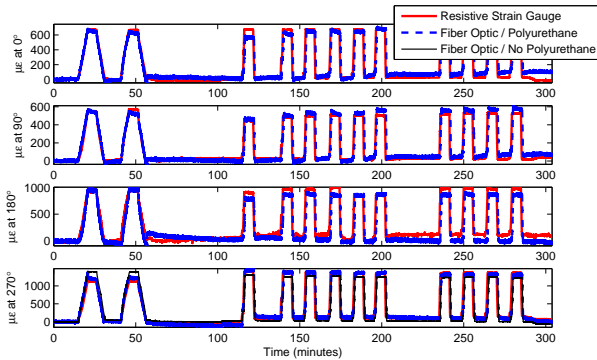 Resistive Strain Gauge
Fiber Optic / Polyurethane
Fiber Optic / No Polyurethane
με at 0°
600
400
200
0
0 50 100 150 200 250 300
με at 90°
600
400
200
0
0 50 100 150 200 250 300
με at 180°
1000
500
0
0 50 100 150 200 250 300
με at 270°
1000
500
0
0 50 100 150 200 250 300
Time (minutes)